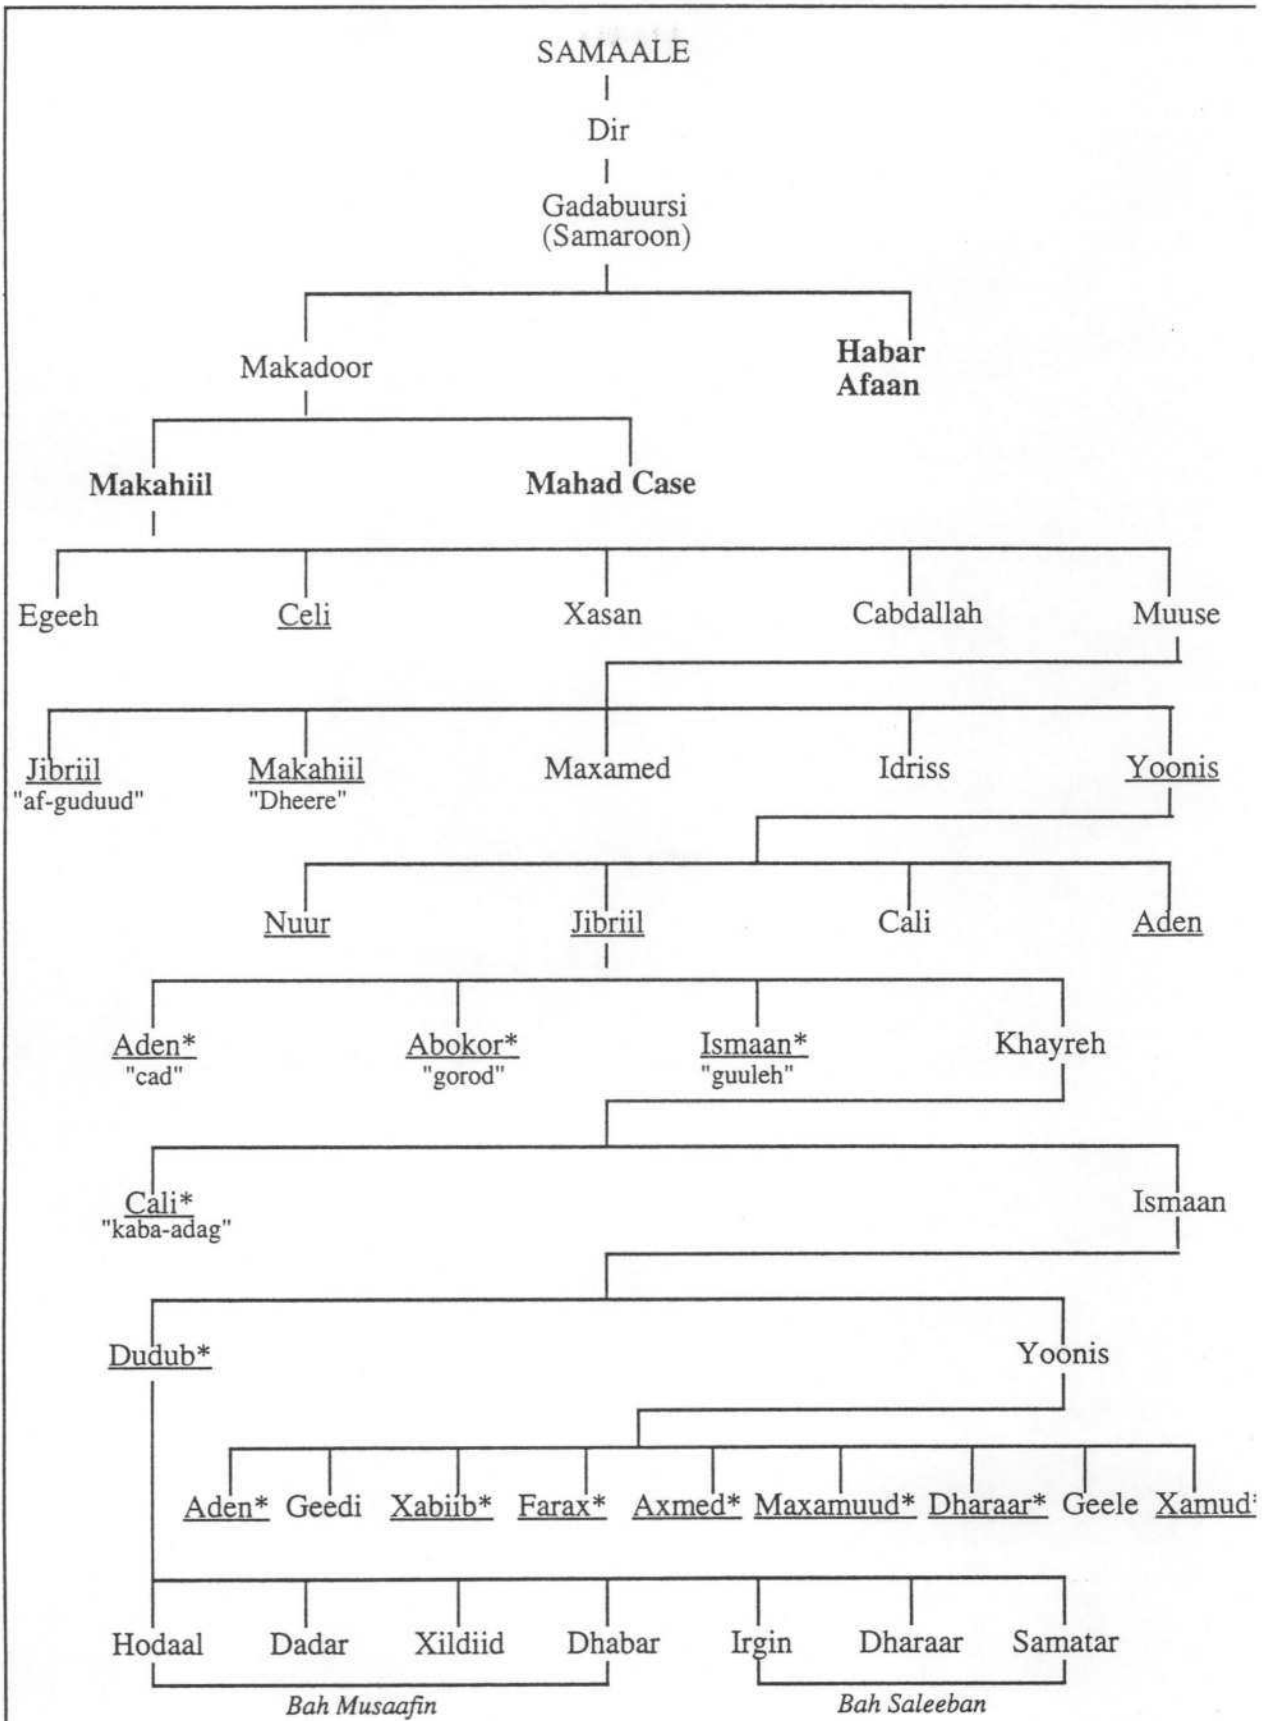 SAMAALE
Dir
Gadabuursi
(Samaroon)
Makadoor
Habar
Afaan
Makahiil Mahad Case
Egeeh Celi Xasan Cabdallah Muuse
Jibriil Makahiil Maxamed Idriss Yoonis
"af-guduud" "Dheere"
Nuur Jibriil Cali Aden
Aden* Abokor* Ismaan* Khayreh
"cad" "gorod" "guuleh"
Cali* Ismaan
"kaba-adag"
Dudub* Yoonis
Aden* Geedi Xabiib* Farax* Axmed* Maxamuud* Dharaar* Geele Xamud*
Hodaal Dadar Xildiid Dhabar Irgin Dharaar Samatar
Bah Musaafin Bah Saleeban